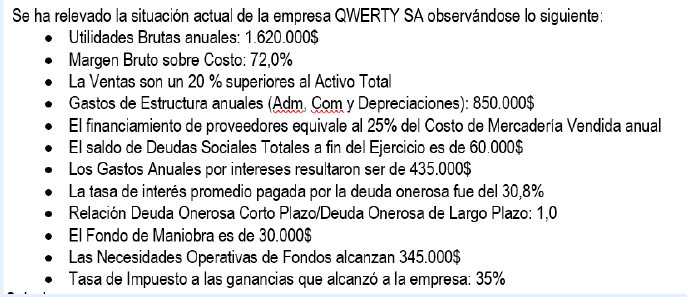 Se ha relevado la situación actual de la empresa QWERTY SA observándose lo siguiente:
• Utilidades Brutas anuales: 1.620.000$
• Margen Bruto sobre Costo: 72,0%
• La Ventas son un 20 % superiores al Activo Total
• Gastos de Estructura anuales (Adm, Com y Depreciaciones): 850.000$
• El financiamiento de proveedores equivale al 25% del Costo de Mercadería Vendida anual
• El saldo de Deudas Sociales Totales a fin del Ejercicio es de 60.000$
• Los Gastos Anuales por intereses resultaron ser de 435.000$
• La tasa de interés promedio pagada por la deuda onerosa fue del 30,8%
• Relación Deuda Onerosa Corto Plazo/Deuda Onerosa de Largo Plazo: 1,0
• El Fondo de Maniobra es de 30.000$
• Las Necesidades Operativas de Fondos alcanzan 345.000$
• Tasa de Impuesto a las ganancias que alcanzó a la empresa: 35%